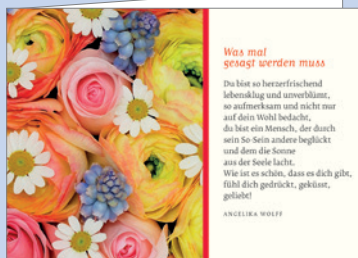 Was mal
gesagt werden muss
Du bist so herzerfrischend
lebensklug und unverblümt,
so aufmerksam und nicht nur
auf dein Wohl bedacht,
du bist ein Mensch, der durch
sein So-Sein andere beglückt
und dem die Sonne
aus der Seele lacht.
Wie ist es schön, dass es dich gibt,
fühl dich gedrückt, geküsst,
geliebt!
ANGELIKA WOLFF